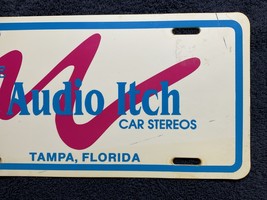 Audio Itch
CAR STEREOS
TAMPA, FLORIDA